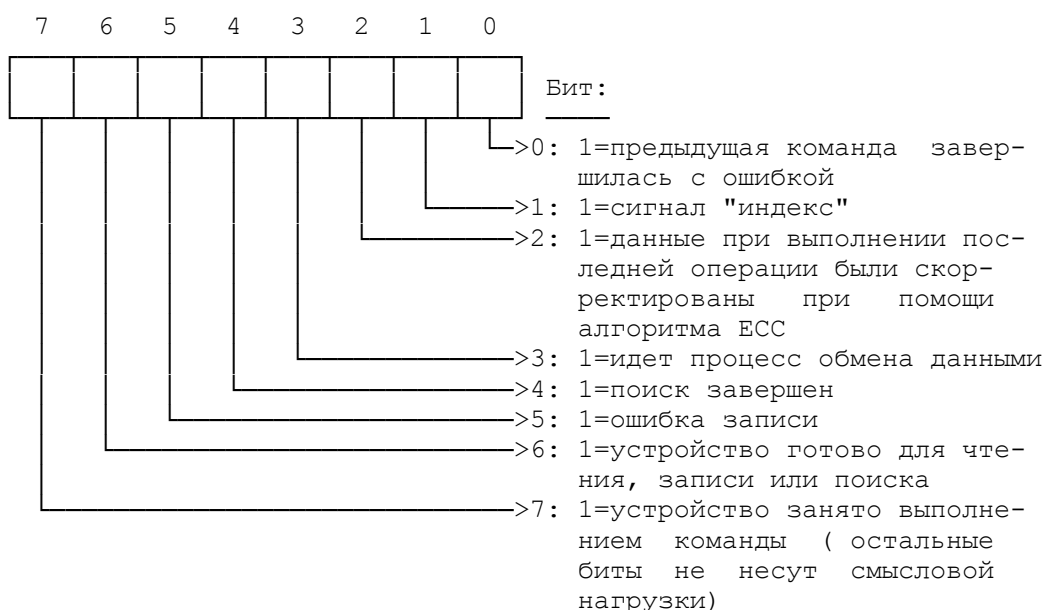 7 6 5 4 3 2 1 0
Бит:
>0: 1=предыдущая команда завер-
шилась с ошибкой
>1: 1=сигнал "индекс"
>2: 1=данные при выполнении пос-
ледней операции были скор-
ректированы при помощи
алгоритма ECC
>3: 1=идет процесс обмена данными
>4: 1=поиск завершен
>5: 1=ошибка записи
>6: 1=устройство готово для чте-
ния, записи или поиска
>7: 1=устройство занято выполне-
нием команды ( остальные
биты не несут смысловой
нагрузки)